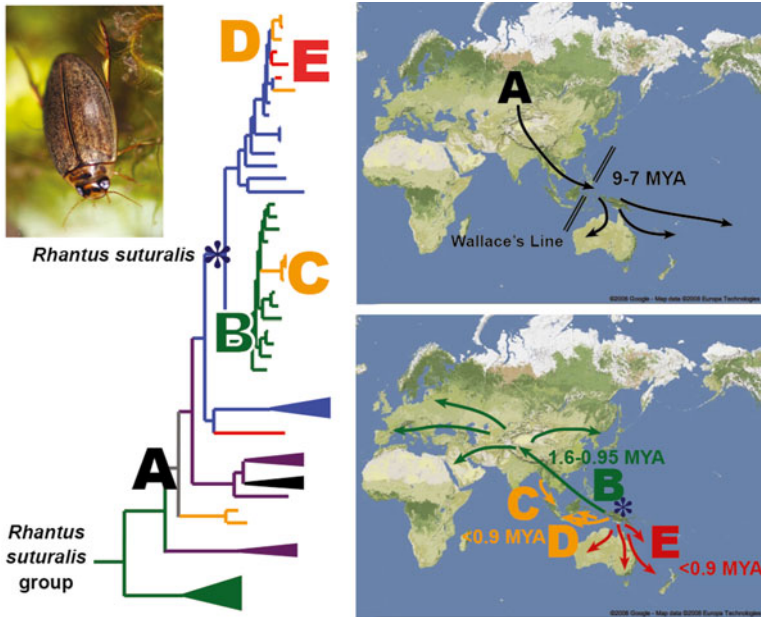 D
E
Rhantus suturalis
*
C
B
A
Rhantus
suturalis
group
A
9-7 MYA
Wallace's Line
©2008 Google - Map data ©2008 Europa Technologies
1.6-0.95 MYA
B
*
C
<0.9 MYA
D
E
<0.9 MYA
©2008 Google - Map data ©2008 Europa Technologies